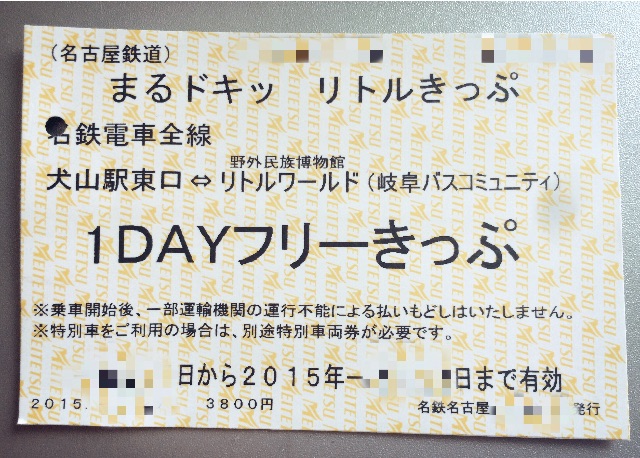 （名古屋鉄道）
まるドキッ　リトルきっぷ
名鉄電車全線
野外民族博物館
犬山駅東口⇔リトルワールド（岐阜バスコミュニティ）
1DAYフリーきっぷ
※乗車開始後、一部運輸機関の運行不能による払いもどしはいたしません。
※特別車をご利用の場合は、別途特別車両券が必要です。
日から2015年 日まで有効
2015. 3800円 名鉄名古屋 発行